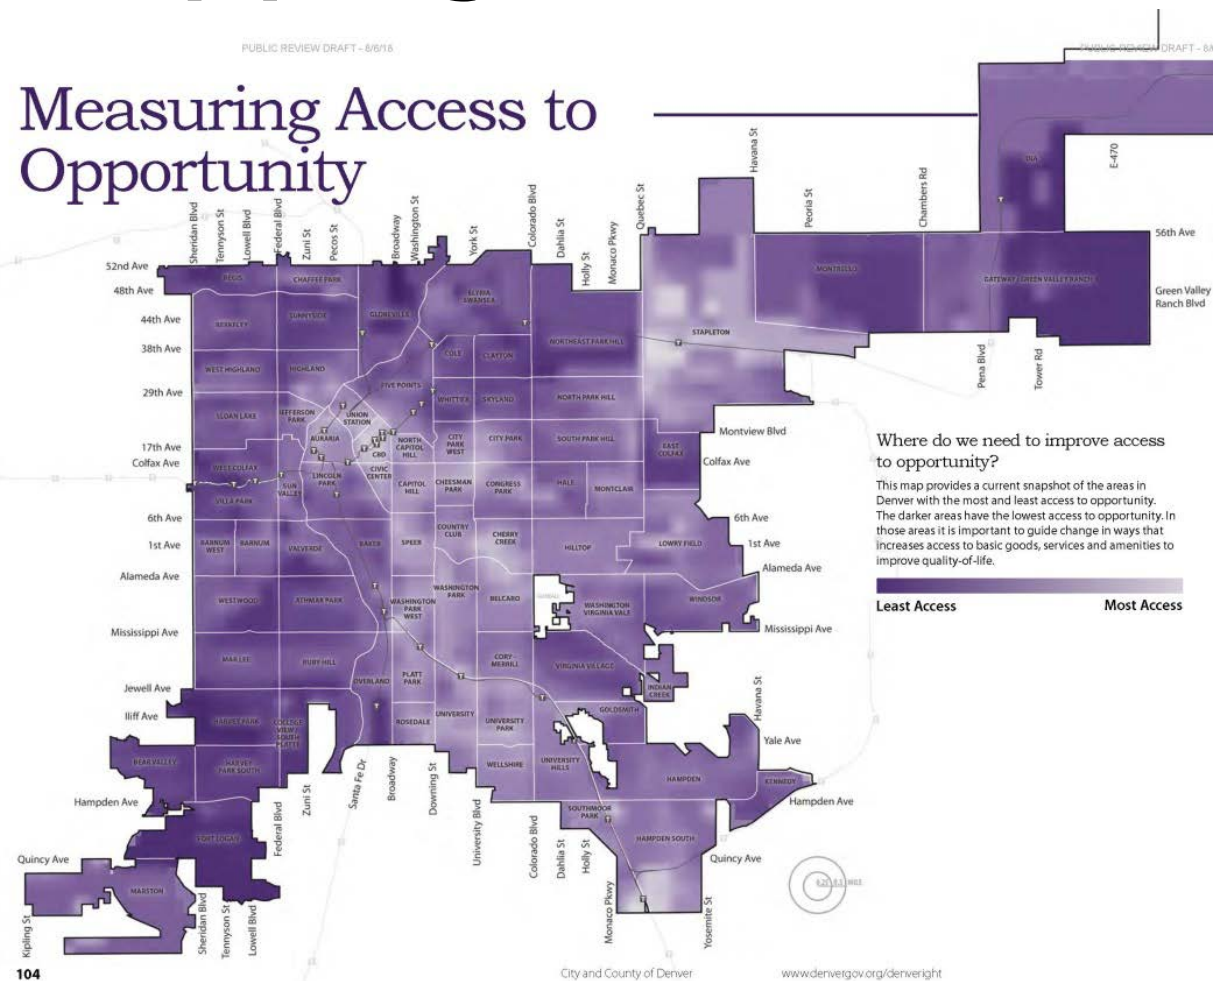 PUBLIC REVIEW DRAFT - 8/6/18
PUBLIC REVIEW DRAFT - 8/
Measuring Access to
Opportunity
Sheridan Blvd
Tennyson St
Lowell Blvd
Federal Blvd
Zuni St
Pecos St
Broadway
Washington St
York St
Colorado Blvd
Dahlia St
Holly St
Monaco Pkwy
Quebec St
Havana St
Peoria St
Chambers Rd
E-470
DIA
56th Ave
52nd Ave
48th Ave
44th Ave
38th Ave
29th Ave
17th Ave
Colfax Ave
6th Ave
1st Ave
Alameda Ave
Mississippi Ave
Jewell Ave
Iliff Ave
Hampden Ave
Quincy Ave
REGIS
CHAFFEE PARK
BERKELEY
SUNNYSIDE
GLOBEVILLE
ELYRIA
SWANSEA
MONTBELLO
GATEWAY / GREEN VALLEY RANCH
Green Valley
Ranch Blvd
STAPLETON
WEST HIGHLAND
HIGHLAND
COLE
CLAYTON
NORTHEAST PARK HILL
FIVE POINTS
WHITTIER
SKYLAND
NORTH PARK HILL
SLOAN LAKE
JEFFERSON
PARK
UNION
STATION
AURARIA
CBD
NORTH
CAPITOL
HILL
CITY
PARK
WEST
CITY PARK
SOUTH PARK HILL
EAST
COLFAX
Pena Blvd
Tower Rd
Montview Blvd
Colfax Ave
6th Ave
1st Ave
Alameda Ave
Mississippi Ave
WEST COLFAX
VILLA PARK
SUN
VALLEY
LINCOLN
PARK
CIVIC
CENTER
CAPITOL
HILL
CHEESMAN
PARK
CONGRESS
PARK
HALE
MONTCLAIR
BARNUM
WEST
BARNUM
VALVERDE
BAKER
SPEER
COUNTRY
CLUB
CHERRY
CREEK
HILLTOP
LOWRY FIELD
WESTWOOD
ATHMAR PARK
WASHINGTON
PARK
WEST
WASHINGTON
PARK
BELCARO
WASHINGTON
VIRGINIA VALE
WINDSOR
MAR LEE
RUBY HILL
OVERLAND
PLATT
PARK
CORY -
MERRILL
VIRGINIA VILLAGE
INDIAN
CREEK
GOLDSMITH
HARVEY PARK
COLLEGE
VIEW /
SOUTH
PLATTE
ROSEDALE
UNIVERSITY
UNIVERSITY
PARK
BEAR VALLEY
HARVEY
PARK SOUTH
WELLSHIRE
UNIVERSITY
HILLS
HAMPDEN
KENNEDY
Havana St
Yale Ave
Hampden Ave
FORT LOGAN
SOUTHMOOR
PARK
HAMPDEN SOUTH
Quincy Ave
MARSTON
Kipling St
Sheridan Blvd
Tennyson St
Lowell Blvd
Federal Blvd
Zuni St
Santa Fe Dr
Broadway
Downing St
University Blvd
Colorado Blvd
Dahlia St
Holly St
Monaco Pkwy
Yosemite St
Where do we need to improve access
to opportunity?
This map provides a current snapshot of the areas in
Denver with the most and least access to opportunity.
The darker areas have the lowest access to opportunity. In
those areas it is important to guide change in ways that
increases access to basic goods, services and amenities to
improve quality-of-life.
Least Access
Most Access
104
City and County of Denver
www.denvergov.org/denveright